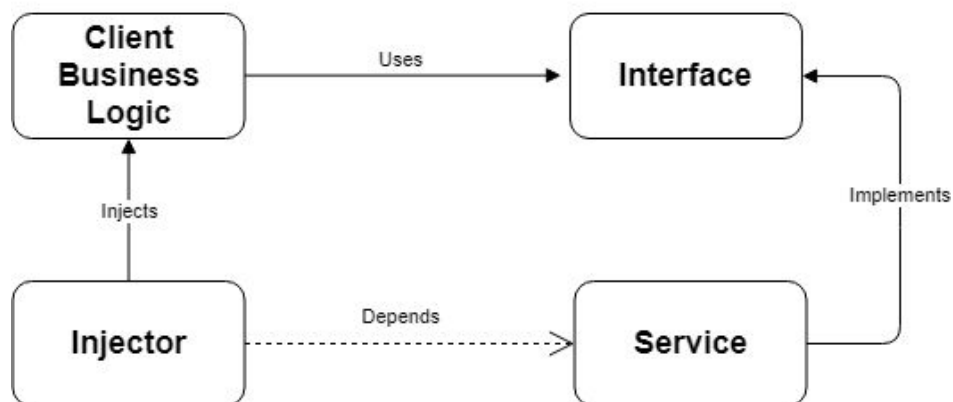 Client
Business
Logic
Uses
Interface
Injects
Implements
Injector
Depends
Service